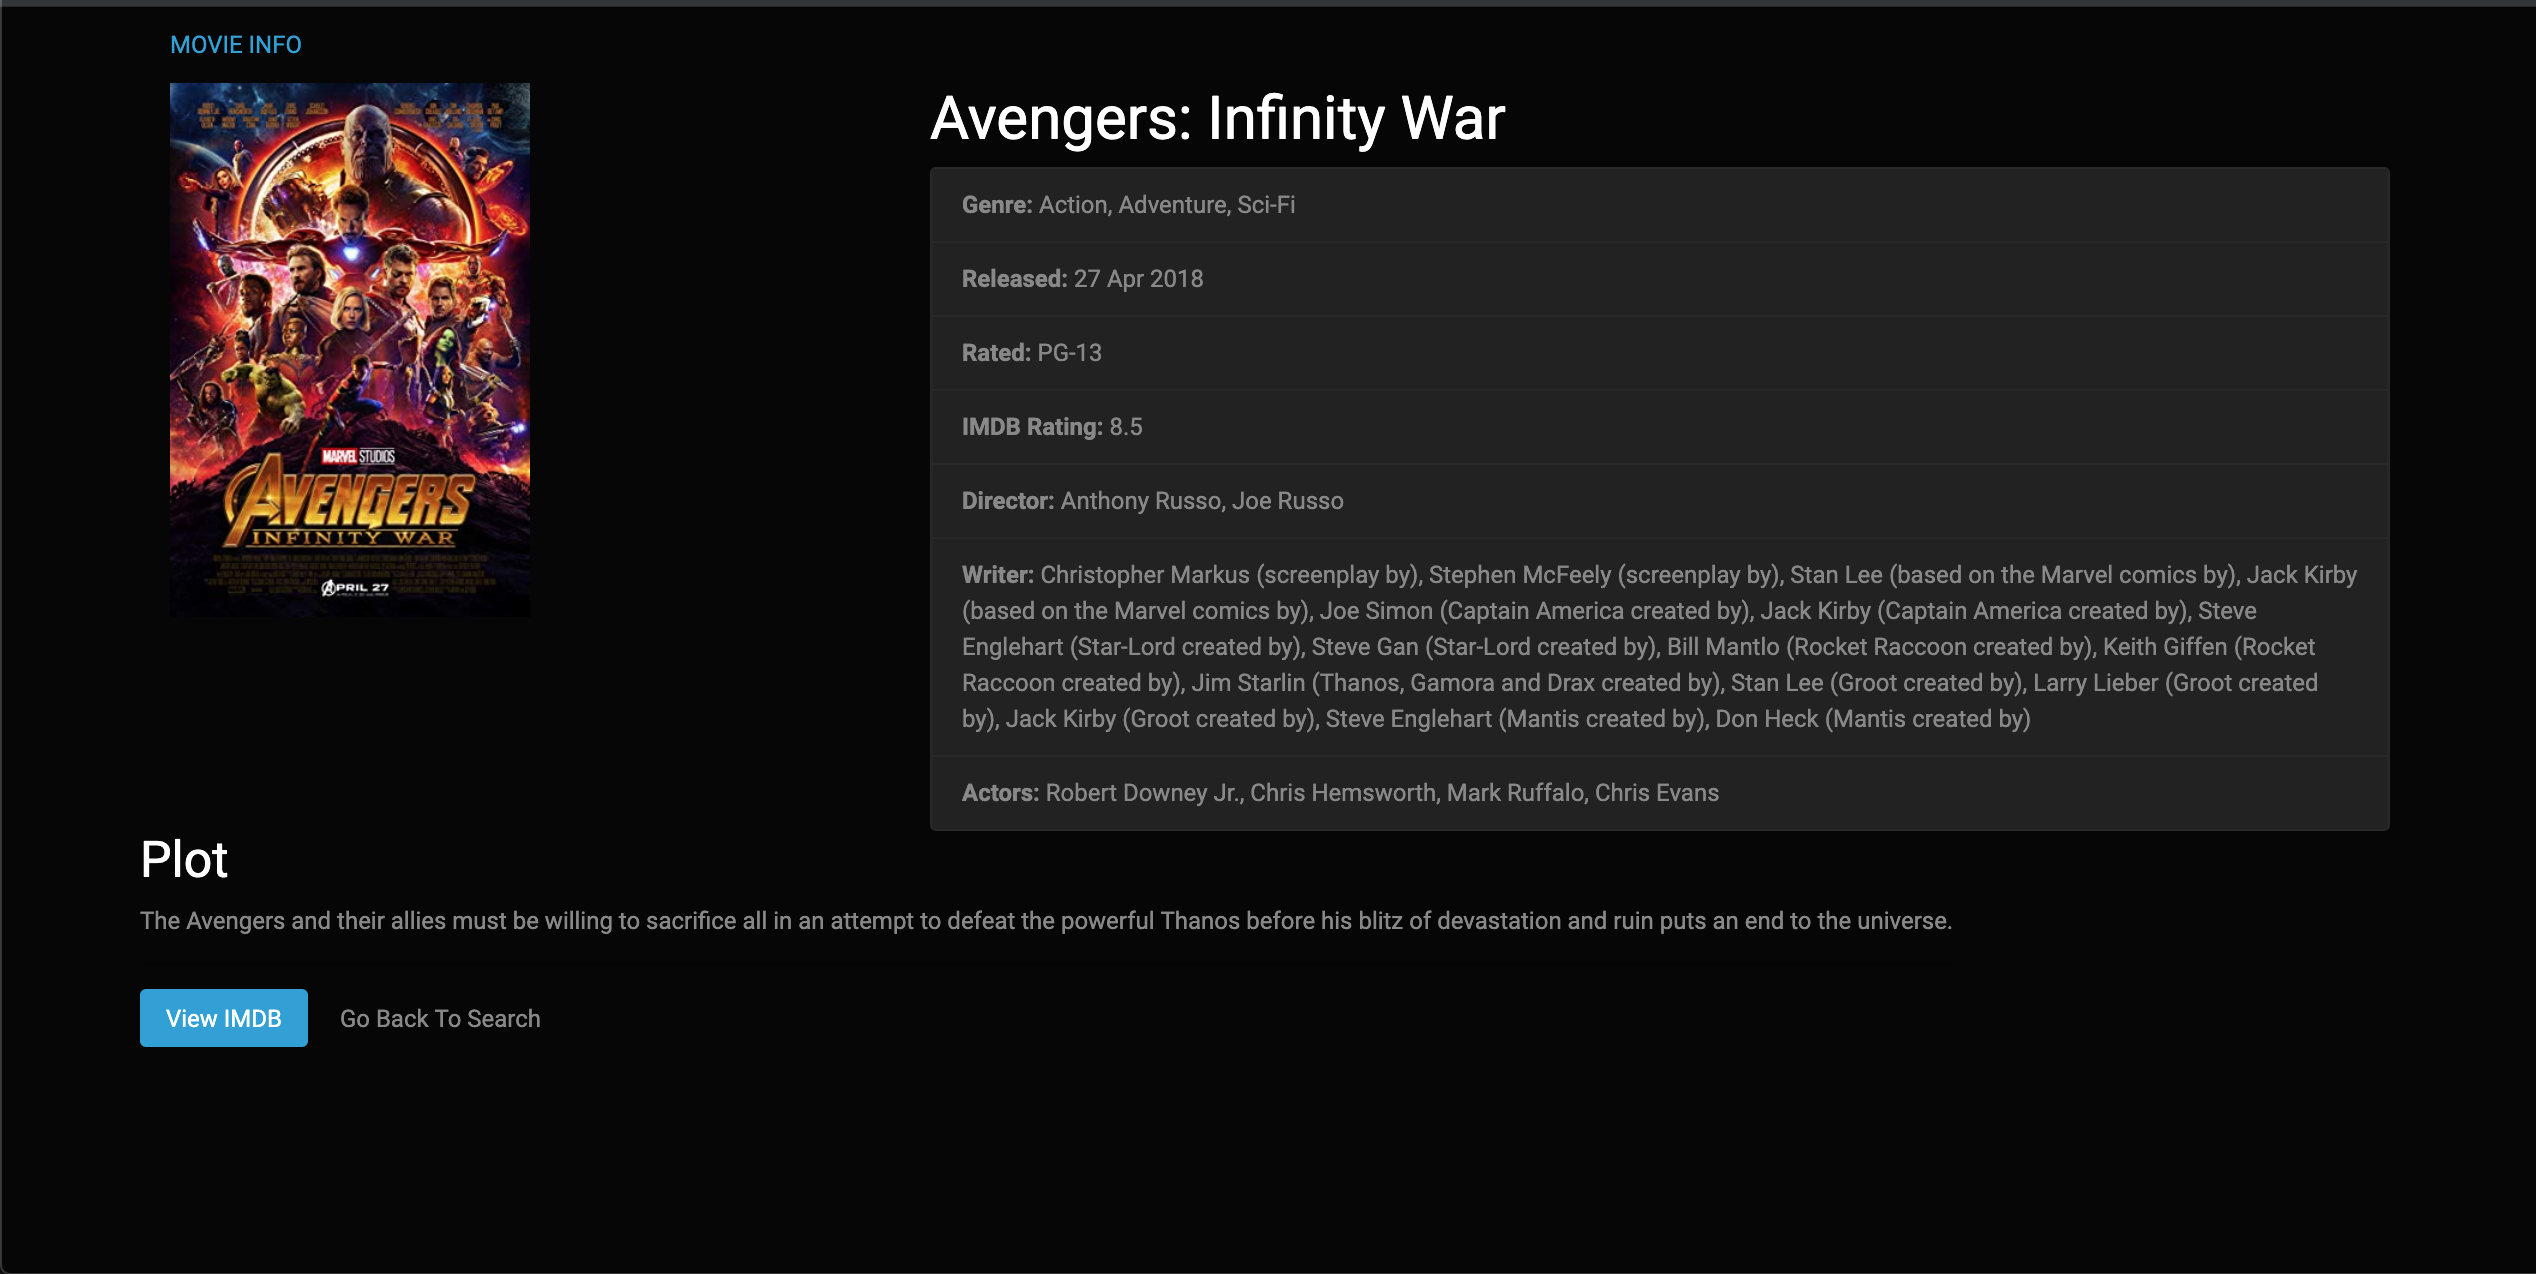 MOVIE INFO
MARVEL STUDIOS
AVENGERS
INFINITY WAR
APRIL 27
Avengers: Infinity War
Genre: Action, Adventure, Sci-Fi
Released: 27 Apr 2018
Rated: PG-13
IMDB Rating: 8.5
Director: Anthony Russo, Joe Russo
Writer: Christopher Markus (screenplay by), Stephen McFeely (screenplay by), Stan Lee (based on the Marvel comics by), Jack Kirby
(based on the Marvel comics by), Joe Simon (Captain America created by), Jack Kirby (Captain America created by), Steve
Englehart (Star-Lord created by), Steve Gan (Star-Lord created by), Bill Mantlo (Rocket Raccoon created by), Keith Giffen (Rocket
Raccoon created by), Jim Starlin (Thanos, Gamora and Drax created by), Stan Lee (Groot created by), Larry Lieber (Groot created
by), Jack Kirby (Groot created by), Steve Englehart (Mantis created by), Don Heck (Mantis created by)
Actors: Robert Downey Jr., Chris Hemsworth, Mark Ruffalo, Chris Evans
Plot
The Avengers and their allies must be willing to sacrifice all in an attempt to defeat the powerful Thanos before his blitz of devastation and ruin puts an end to the universe.
View IMDB
Go Back To Search